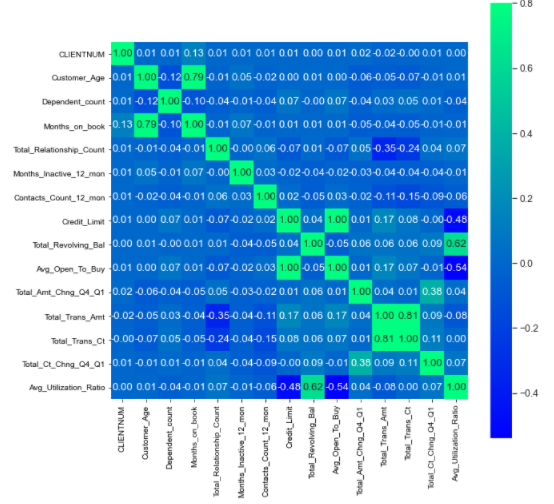 CLIENTNUM 1.00 0.01 0.01 0.13 0.01 0.01 0.01 0.01 0.00 0.01 0.02 -0.02 -0.00 0.01 0.00
Customer_Age 0.01 1.00 -0.12 0.79 -0.01 0.05 -0.02 0.00 0.01 0.00 -0.06 -0.05 -0.07 -0.01 0.01
Dependent_count 0.01 -0.12 1.00 -0.10 -0.04 -0.01 -0.04 0.07 -0.00 0.07 -0.04 0.03 0.05 0.01 -0.04
Months_on_book 0.13 0.79 -0.10 1.00 -0.01 0.07 -0.01 0.01 0.01 0.01 -0.05 -0.04 -0.05 -0.01 -0.01
Total_Relationship_Count 0.01 -0.01 -0.04 -0.01 1.00 -0.00 0.06 -0.07 0.01 -0.07 0.05 -0.35 -0.24 0.04 0.07
Months_Inactive_12_mon 0.01 0.05 -0.01 0.07 -0.00 1.00 0.03 -0.02 -0.04 -0.02 -0.03 -0.04 -0.04 -0.04 -0.01
Contacts_Count_12_mon 0.01 -0.02 -0.04 -0.01 0.06 0.03 1.00 0.02 -0.05 0.03 -0.02 -0.11 -0.15 -0.09 -0.06
Credit_Limit 0.01 0.00 0.07 0.01 -0.07 -0.02 0.02 1.00 0.04 1.00 0.01 0.17 0.08 -0.00 -0.48
Total_Revolving_Bal 0.00 0.01 -0.00 0.01 0.01 -0.04 -0.05 0.04 1.00 -0.05 0.06 0.06 0.06 0.09 0.62
Avg_Open_To_Buy 0.01 0.00 0.07 0.01 -0.07 -0.02 0.03 1.00 -0.05 1.00 0.01 0.17 0.07 -0.01 -0.54
Total_Amt_Chng_Q4_Q1 0.02 -0.06 -0.04 -0.05 0.05 -0.03 -0.02 0.01 0.06 0.01 1.00 0.04 0.01 0.38 0.04
Total_Trans_Amt -0.02 -0.05 0.03 -0.04 -0.35 -0.04 -0.11 0.17 0.06 0.17 0.04 1.00 0.81 0.09 -0.08
Total_Trans_Ct -0.00 -0.07 0.05 -0.05 -0.24 -0.04 -0.15 0.08 0.06 0.07 0.01 0.81 1.00 0.11 0.00
Total_Ct_Chng_Q4_Q1 0.01 -0.01 0.01 -0.01 0.04 -0.04 -0.09 -0.00 0.09 -0.01 0.38 0.09 0.11 1.00 0.07
Avg_Utilization_Ratio 0.00 0.01 -0.04 -0.01 0.07 -0.01 -0.06 -0.48 0.62 -0.54 0.04 -0.08 0.00 0.07 1.00
CLIENTNUM
Customer_Age
Dependent_count
Months_on_book
Total_Relationship_Count
Months_Inactive_12_mon
Contacts_Count_12_mon
Credit_Limit
Total_Revolving_Bal
Avg_Open_To_Buy
Total_Amt_Chng_Q4_Q1
Total_Trans_Amt
Total_Trans_Ct
Total_Ct_Chng_Q4_Q1
Avg_Utilization_Ratio
0.8
0.6
0.4
0.2
0.0
-0.2
-0.4